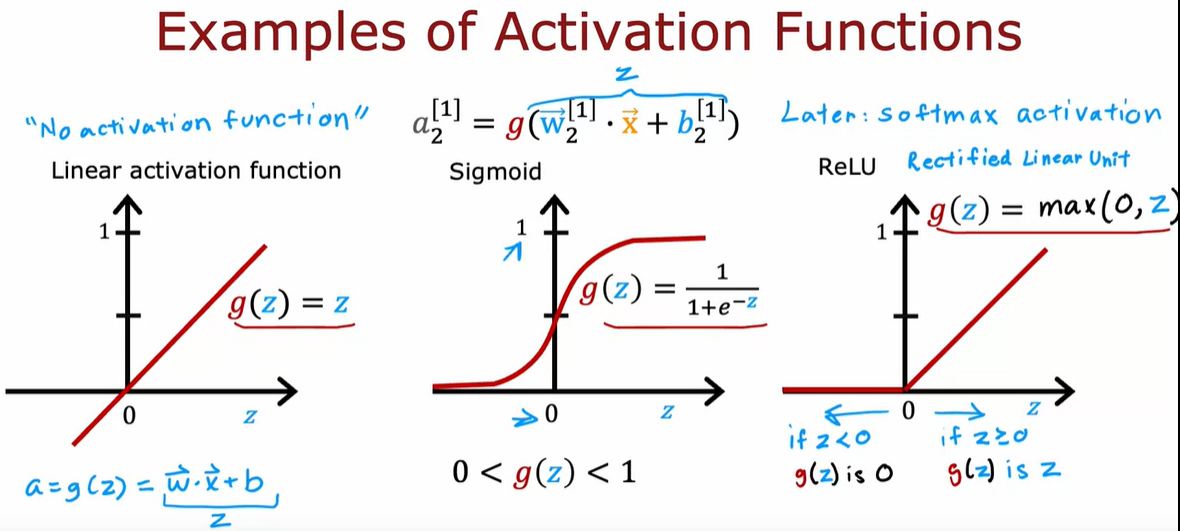 Examples of Activation Functions
"No activation function"
Linear activation function
1
g(z) = z
0
z
a = g(z) = w⃗·x⃗+b
z
z
a₂^[1] = g(w⃗₂^[1] · x⃗ + b₂^[1])
Sigmoid
1
g(z) = 1/(1+e^-z)
0
z
0 < g(z) < 1
Later: softmax activation
ReLU Rectified Linear Unit
1
g(z) = max(0, z)
0
z
if z<0
g(z) is 0
if z≥0
g(z) is z